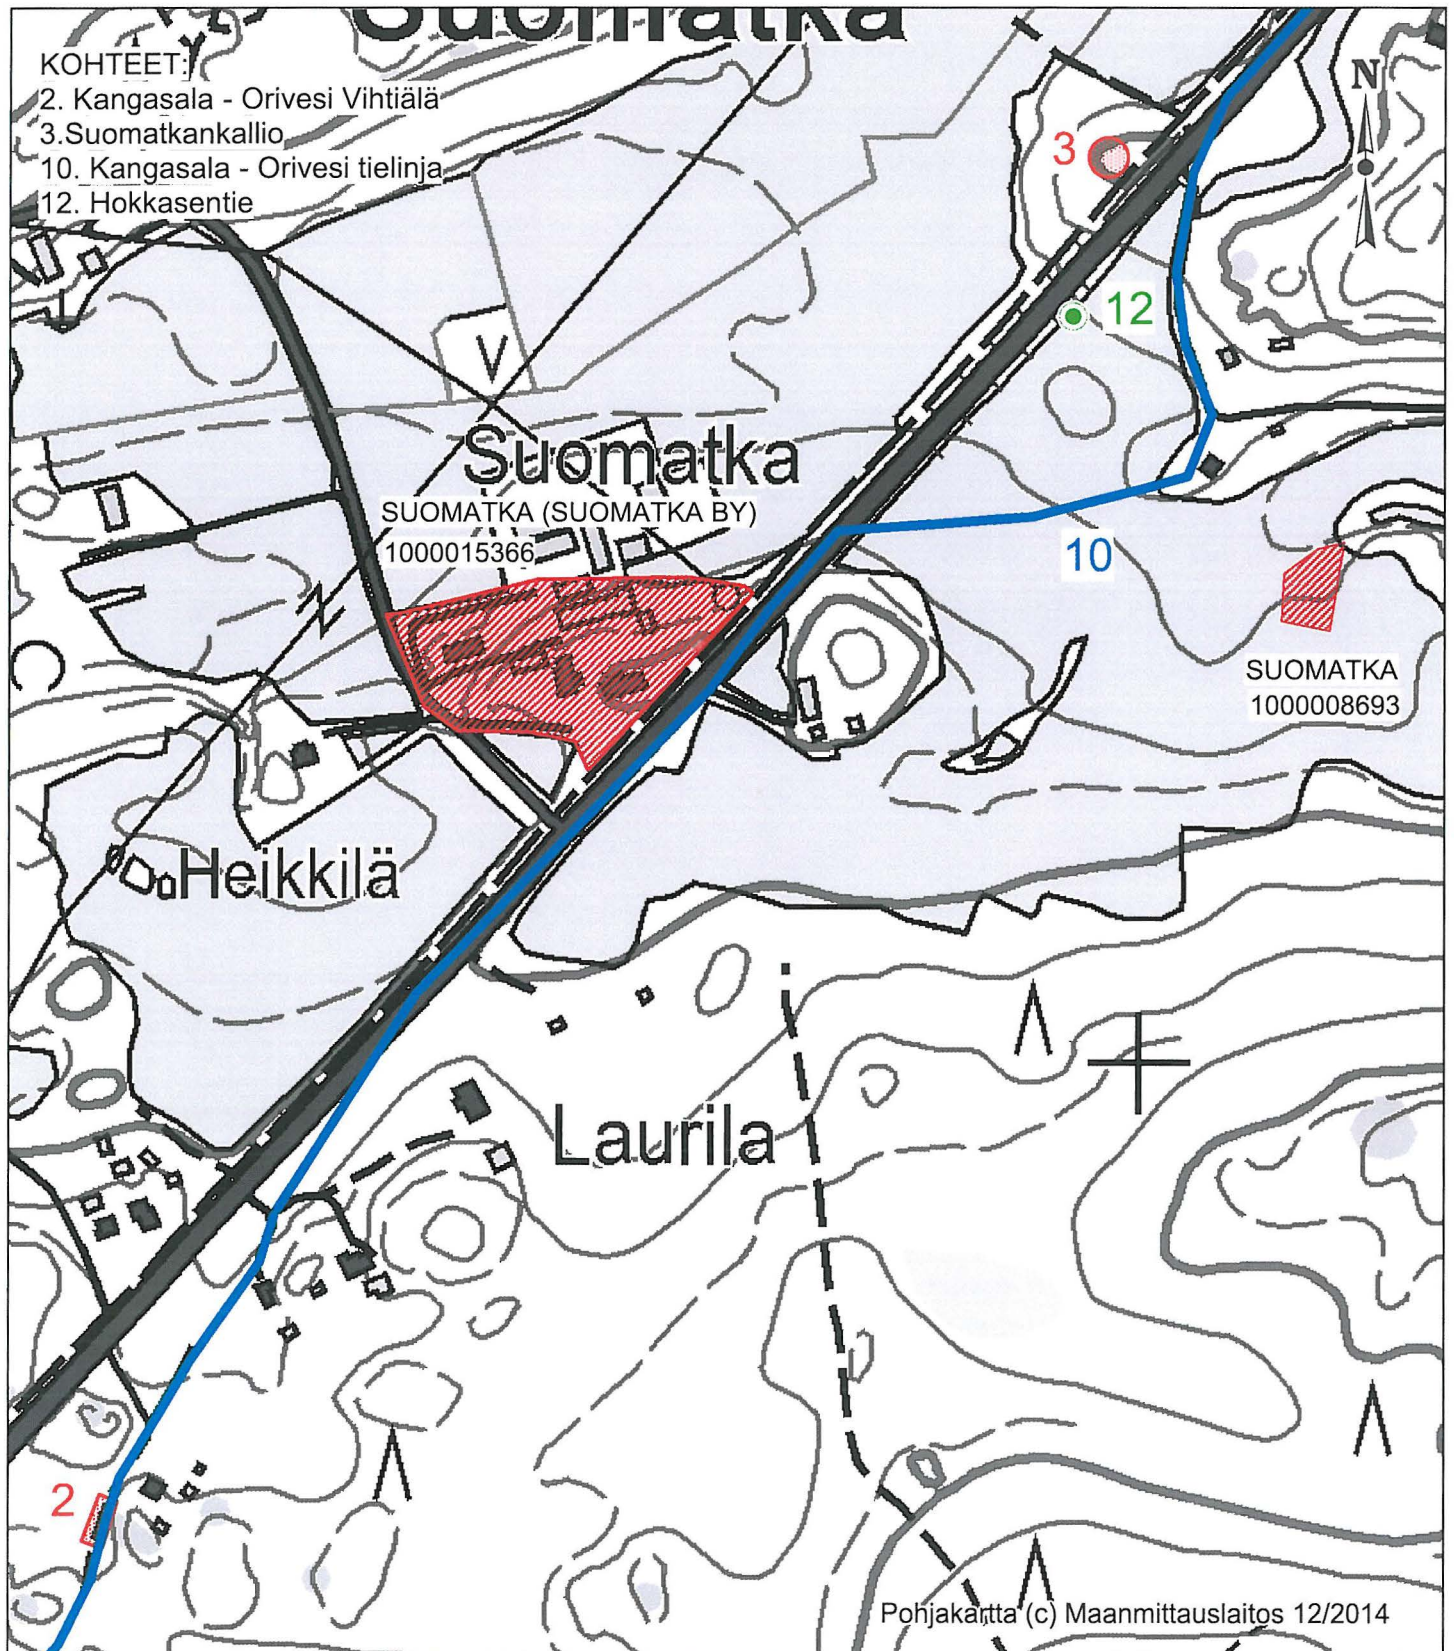 Suomatka
KOHTEET:
2. Kangasala - Orivesi Vihtiälä
3.Suomatkankallio
10. Kangasala - Orivesi tielinja
12. Hokkasentie
N
3
12
V
Suomatka
SUOMATKA (SUOMATKA BY)
1000015366
10
SUOMATKA
1000008693
Heikkilä
Laurila
2
Pohjakartta (c) Maanmittauslaitos 12/2014